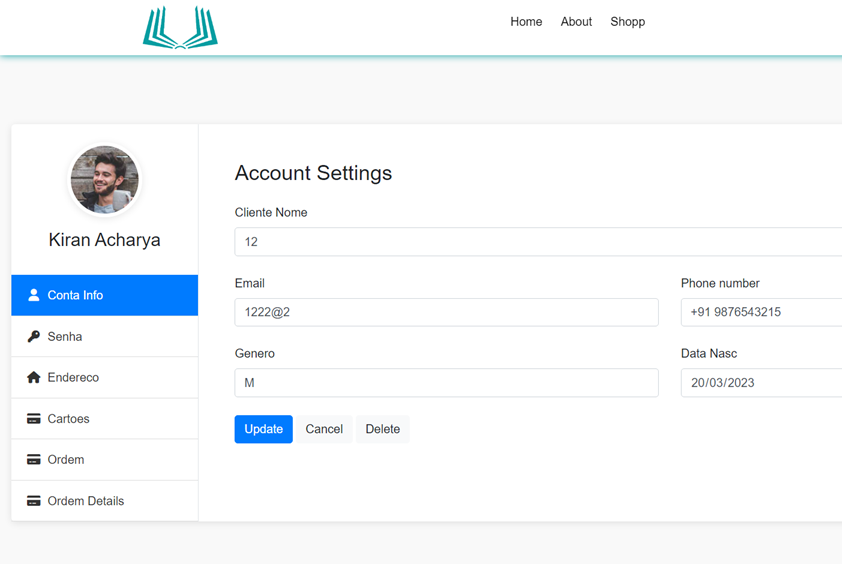 Home About Shopp
Kiran Acharya
Conta Info
Senha
Endereco
Cartoes
Ordem
Ordem Details
Account Settings
Cliente Nome
12
Email Phone number
1222@2 +91 9876543215
Genero Data Nasc
M 20/03/2023
Update Cancel Delete